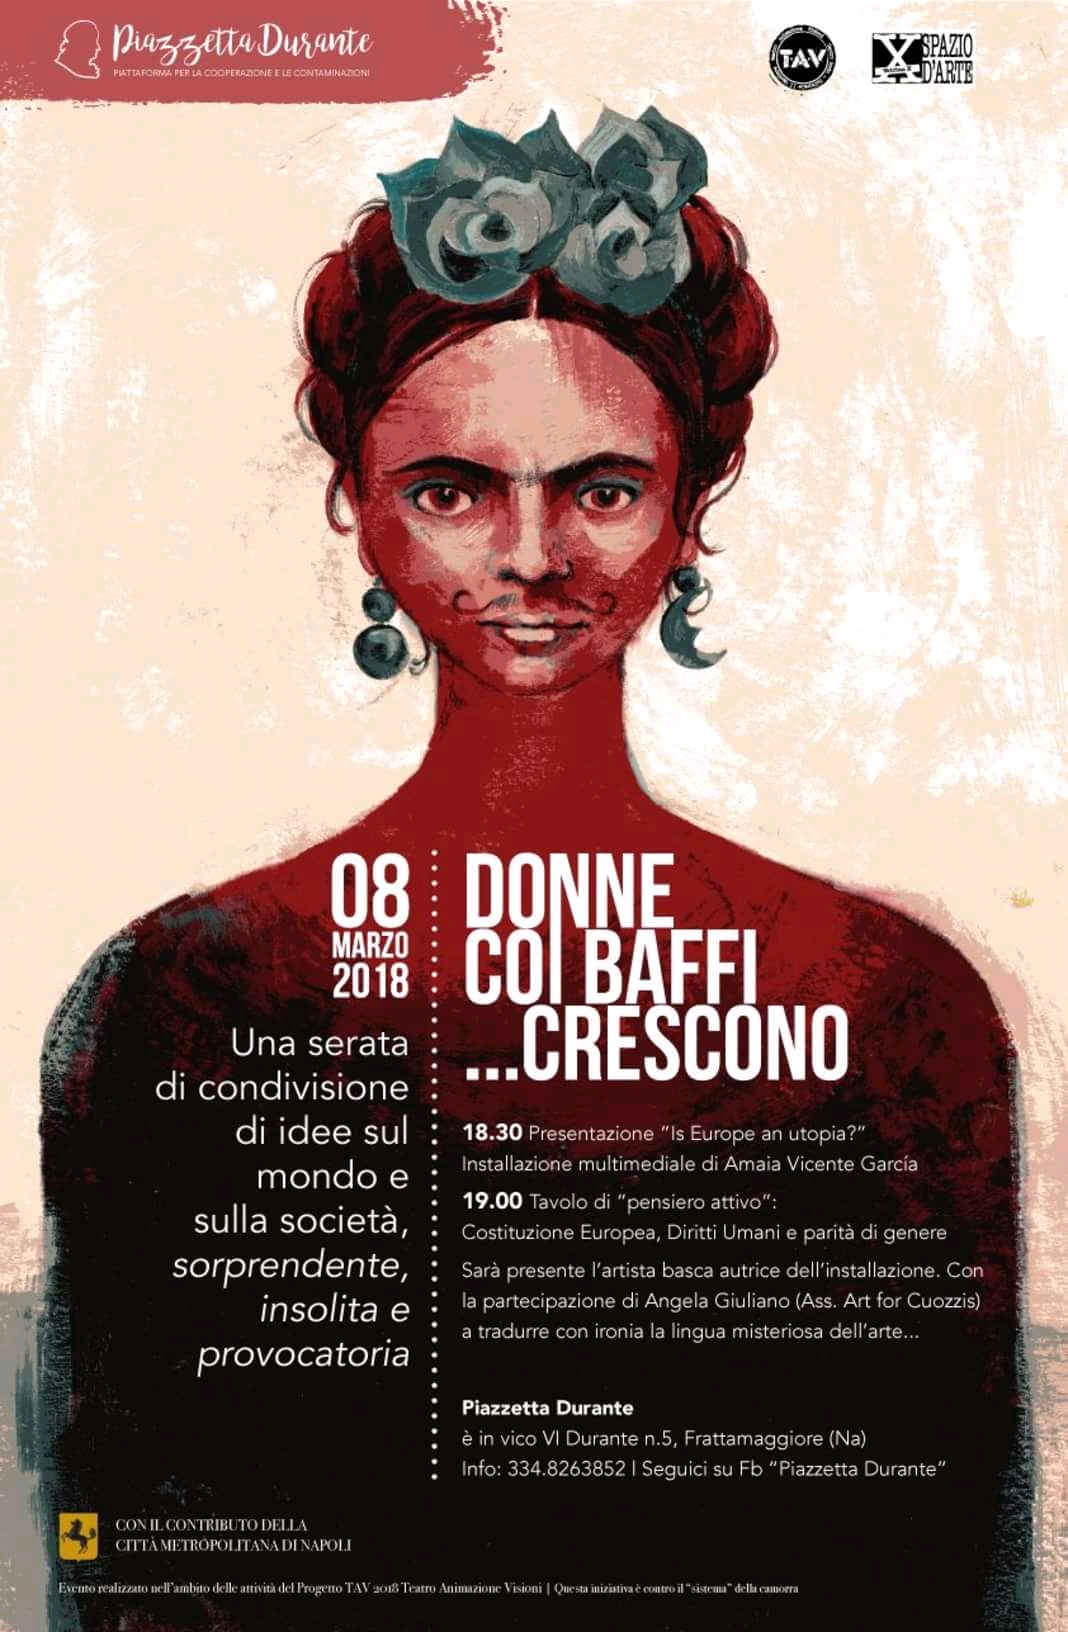 Piazzetta Durante
PIATTAFORMA PER LA COOPERAZIONE E LE CONTAMINAZIONI
TAV
X SPAZIO
D'ARTE
08
MARZO
2018
Una serata
di condivisione
di idee sul
mondo e
sulla società,
sorprendente,
insolita e
provocatoria
DONNE
COI BAFFI
...CRESCONO
18.30 Presentazione “Is Europe an utopia?”
Installazione multimediale di Amaia Vicente García
19.00 Tavolo di “pensiero attivo”:
Costituzione Europea, Diritti Umani e parità di genere
Sarà presente l’artista basca autrice dell’installazione. Con
la partecipazione di Angela Giuliano (Ass. Art for Cuozzis)
a tradurre con ironia la lingua misteriosa dell’arte...
Piazzetta Durante
è in vico VI Durante n.5, Frattamaggiore (Na)
Info: 334.8263852 | Seguici su Fb “Piazzetta Durante”
CON IL CONTRIBUTO DELLA
CITTÀ METROPOLITANA DI NAPOLI
Evento realizzato nell’ambito delle attività del Progetto TAV 2018 Teatro Animazione Visioni | Questa iniziativa è contro il “sistema” della camorra